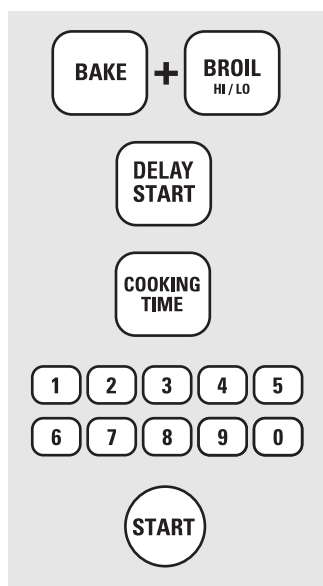 BAKE + BROIL
HI / LO
DELAY
START
COOKING
TIME
1 2 3 4 5
6 7 8 9 0
START